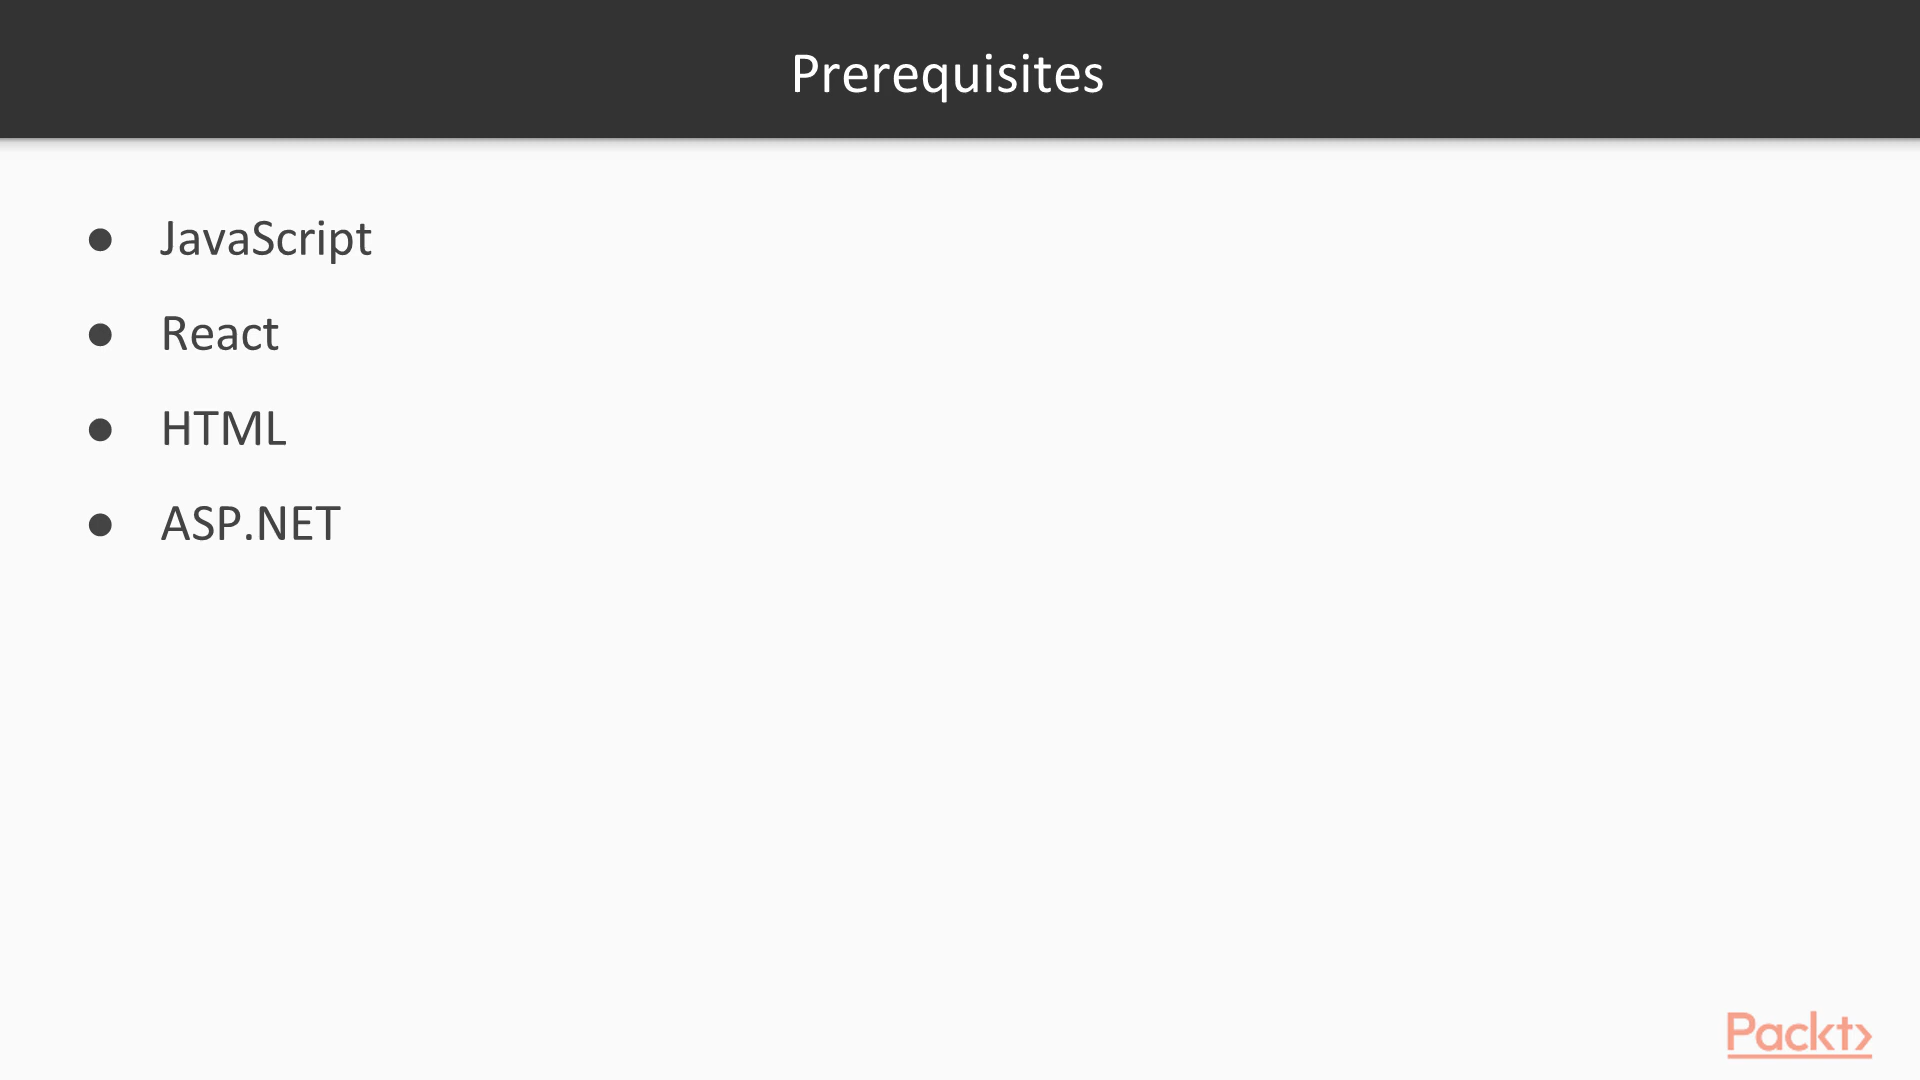 Prerequisites
● JavaScript
● React
● HTML
● ASP.NET
Packt>